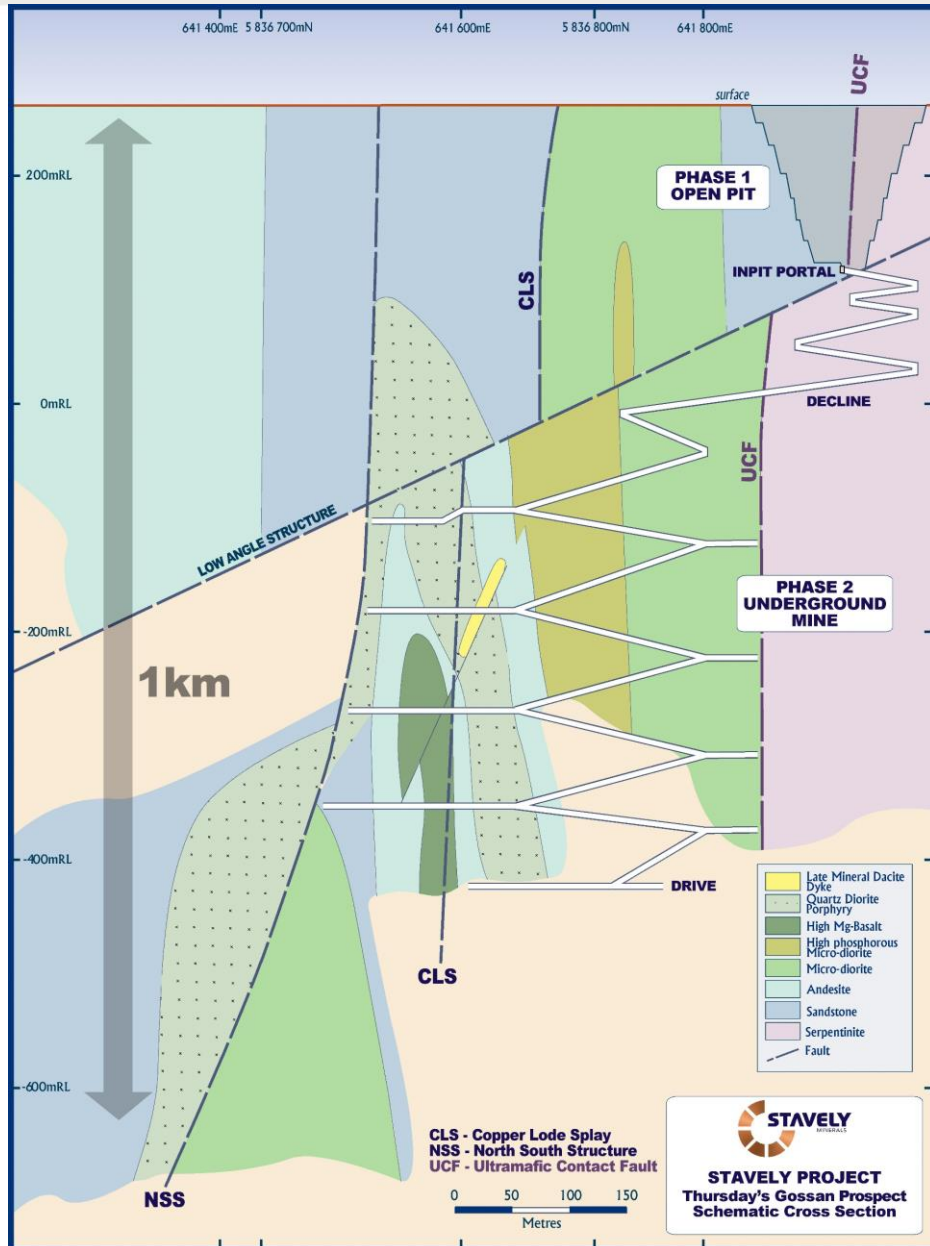 641 400mE 5 836 700mN 641 600mE 5 836 800mN 641 800mE
UCF
surface
200mRL
PHASE 1
OPEN PIT
INPIT PORTAL
CLS
0mRL
DECLINE
UCF
LOW ANGLE STRUCTURE
PHASE 2
UNDERGROUND
MINE
-200mRL
1km
-400mRL
DRIVE
CLS
Late Mineral Dacite
Dyke
Quartz Diorite
Porphyry
High Mg-Basalt
High phosphorous
Micro-diorite
Micro-diorite
Andesite
Sandstone
Serpentinite
Fault
-600mRL
NSS
CLS - Copper Lode Splay
NSS - North South Structure
UCF - Ultramafic Contact Fault
0 50 100 150
Metres
STAVELY
MINERALS
STAVELY PROJECT
Thursday's Gossan Prospect
Schematic Cross Section